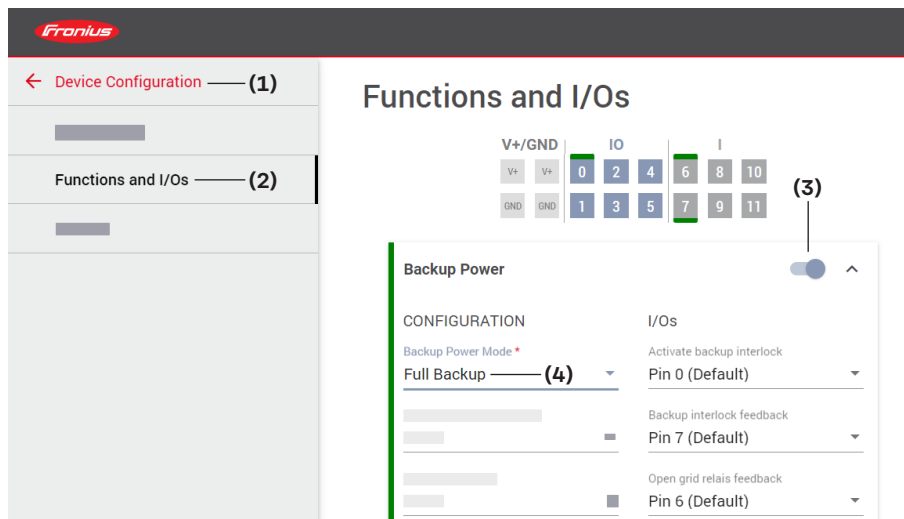 Fronius
Device Configuration (1)
Functions and I/Os (2)
Functions and I/Os
V+/GND IO I
V+ V+ 0 2 4 6 8 10
GND GND 1 3 5 7 9 11
(3)
Backup Power
CONFIGURATION
Backup Power Mode *
Full Backup (4)
I/Os
Activate backup interlock
Pin 0 (Default)
Backup interlock feedback
Pin 7 (Default)
Open grid relais feedback
Pin 6 (Default)